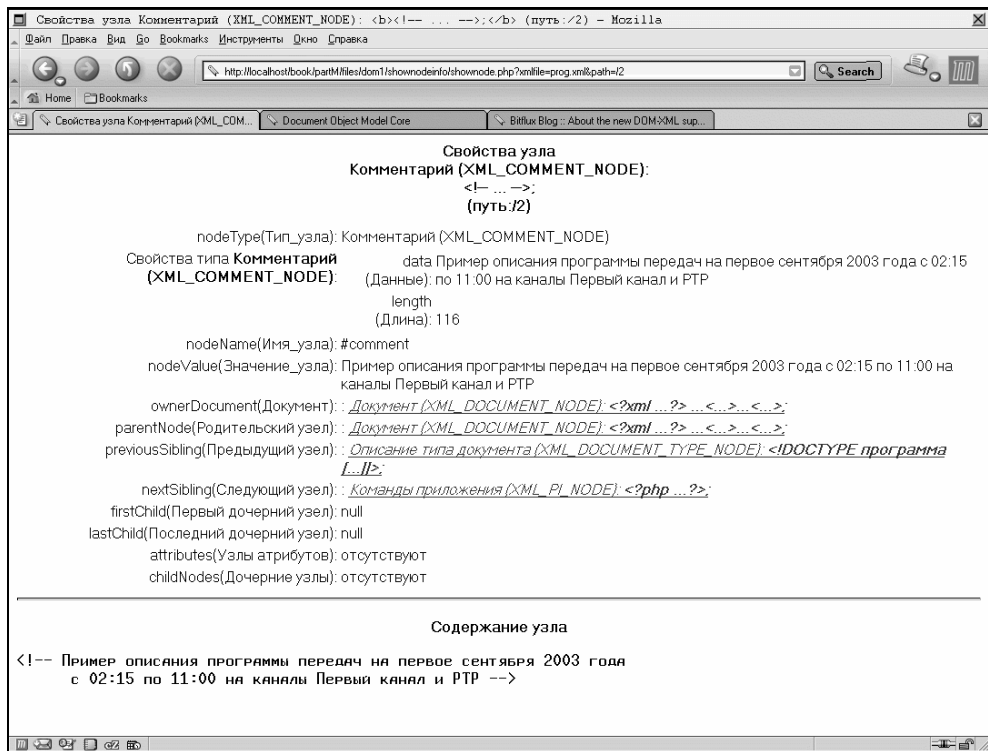 Свойства узла Комментарий (XML_COMMENT_NODE): <b><!-- ... -->;</b> (путь:/2) - Mozilla
Файл Правка Вид Go Bookmarks Инструменты Окно Справка
http://localhost/book/partM/files/dom1/shownodeinfo/shownode.php?xmlfile=prog.xml&path=/2 Search
Home Bookmarks
Свойства узла Комментарий (XML_COM... Document Object Model Core Bitflux Blog :: About the new DOM-XML sup...
Свойства узла
Комментарий (XML_COMMENT_NODE):
<!-- ... -->;
(путь:/2)
nodeType(Тип_узла): Комментарий (XML_COMMENT_NODE)
Свойства типа Комментарий
(XML_COMMENT_NODE):
data Пример описания программы передач на первое сентября 2003 года с 02:15
(Данные): по 11:00 на каналы Первый канал и РТР
length
(Длина): 116
nodeName(Имя_узла): #comment
nodeValue(Значение_узла): Пример описания программы передач на первое сентября 2003 года с 02:15 по 11:00 на
каналы Первый канал и РТР
ownerDocument(Документ): : Документ (XML_DOCUMENT_NODE): <?xml ...?> ...<...>...<...>;
parentNode(Родительский узел): : Документ (XML_DOCUMENT_NODE): <?xml ...?> ...<...>...<...>;
previousSibling(Предыдущий узел): : Описание типа документа (XML_DOCUMENT_TYPE_NODE): <!DOCTYPE программа
[...]]>;
nextSibling(Следующий узел): : Команды приложения (XML_PI_NODE): <?php ...?>;
firstChild(Первый дочерний узел): null
lastChild(Последний дочерний узел): null
attributes(Узлы атрибутов): отсутствуют
childNodes(Дочерние узлы): отсутствуют
Содержание узла
<!-- Пример описания программы передач на первое сентября 2003 года
с 02:15 по 11:00 на каналы Первый канал и РТР -->